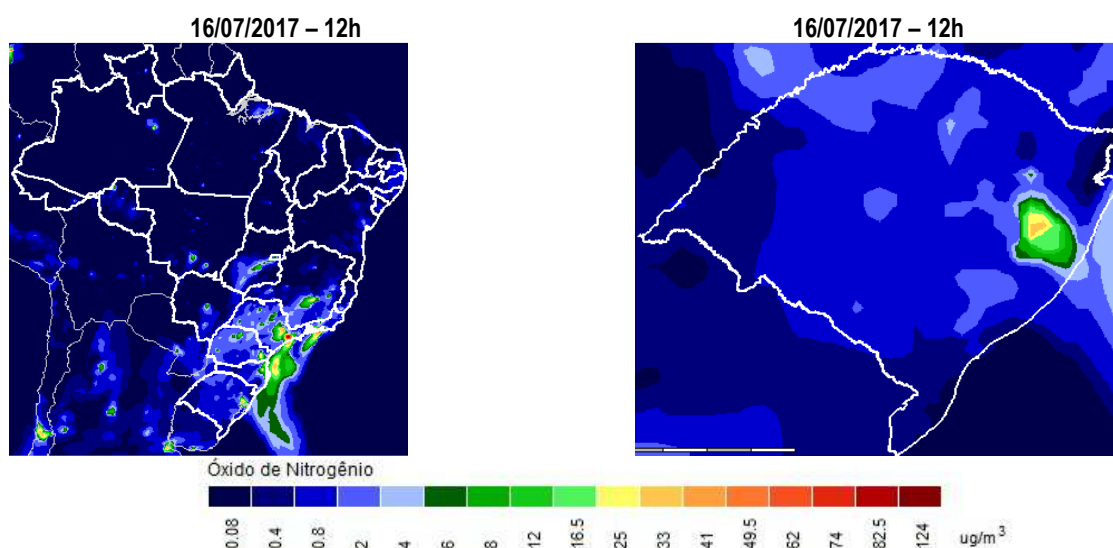 16/07/2017 – 12h
16/07/2017 – 12h
Óxido de Nitrogênio
0.08 0.4 0.8 2 4 6 8 12 16.5 25 33 41 49.5 62 74 82.5 124 ug/m³